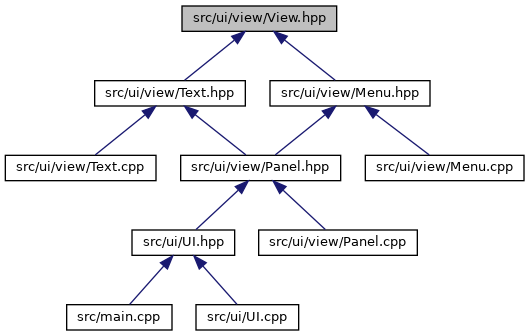 src/ui/view/View.hpp
src/ui/view/Text.hpp
src/ui/view/Menu.hpp
src/ui/view/Text.cpp
src/ui/view/Panel.hpp
src/ui/view/Menu.cpp
src/ui/UI.hpp
src/ui/view/Panel.cpp
src/main.cpp
src/ui/UI.cpp